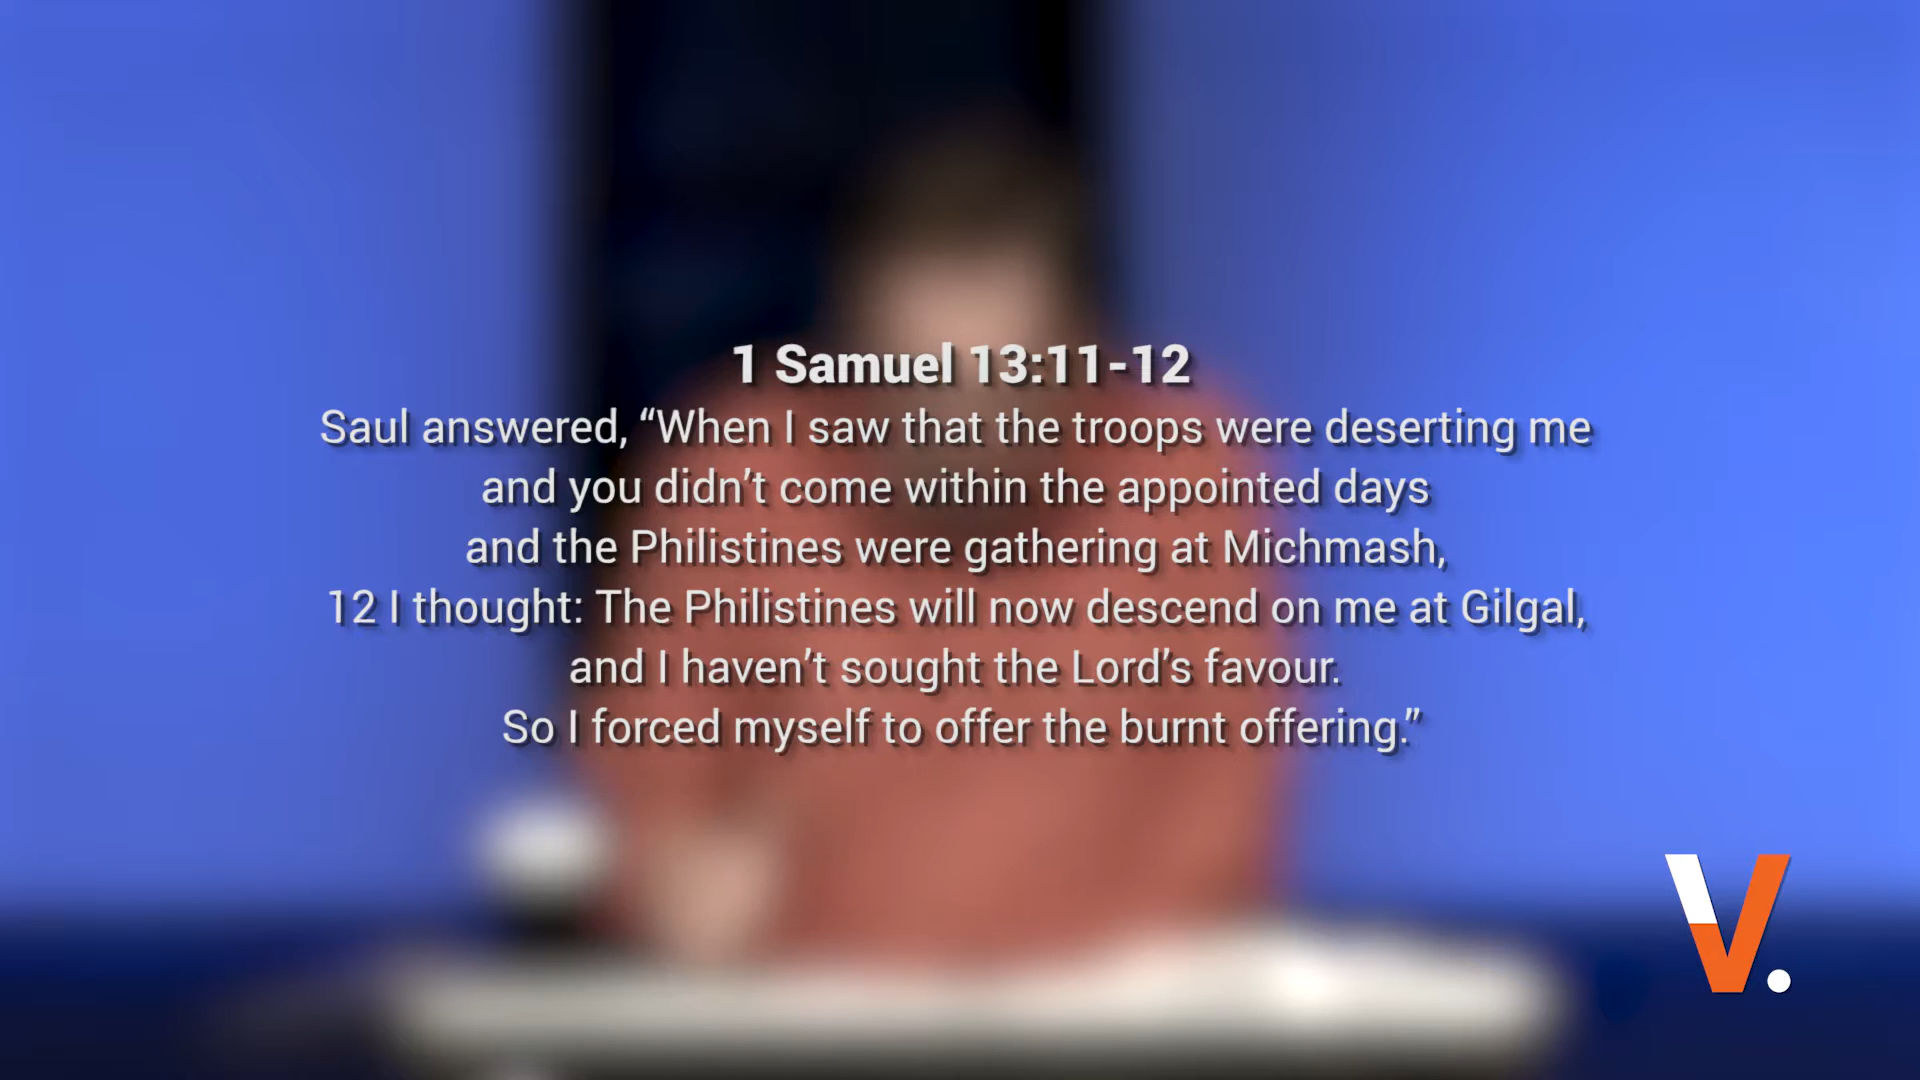 1 Samuel 13:11-12
Saul answered, “When I saw that the troops were deserting me
and you didn’t come within the appointed days
and the Philistines were gathering at Michmash,
12 I thought: The Philistines will now descend on me at Gilgal,
and I haven’t sought the Lord’s favour.
So I forced myself to offer the burnt offering.”
V.